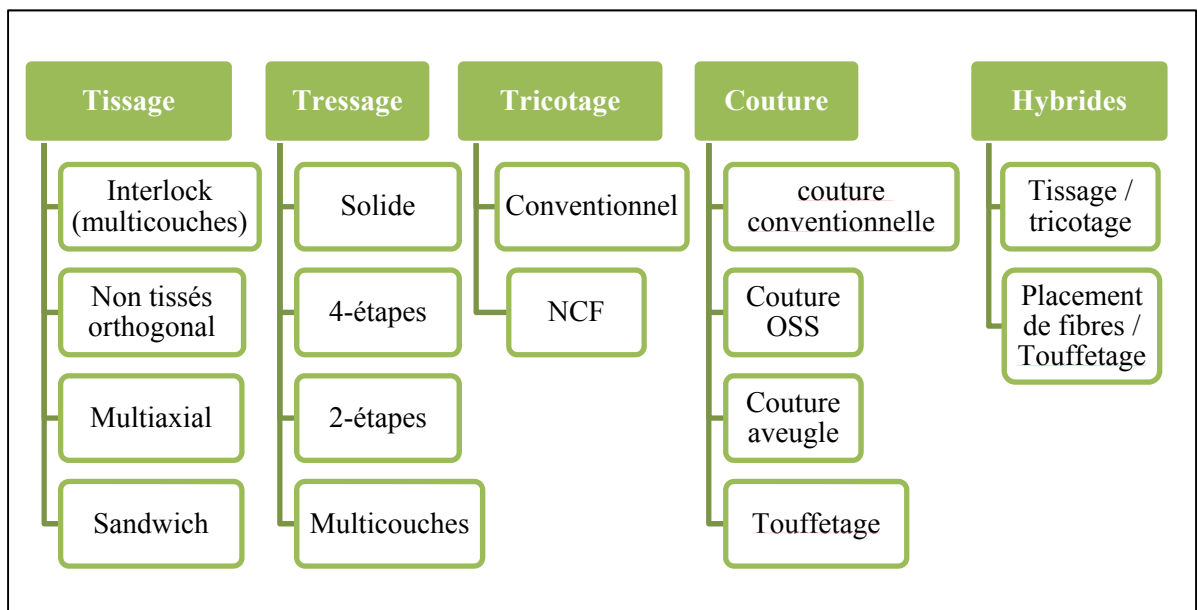 Tissage
Interlock
(multicouches)
Non tissés
orthogonal
Multiaxial
Sandwich
Tressage
Solide
4-étapes
2-étapes
Multicouches
Tricotage
Conventionnel
NCF
Couture
couture
conventionnelle
Couture
OSS
Couture
aveugle
Touffetage
Hybrides
Tissage /
tricotage
Placement
de fibres /
Touffetage